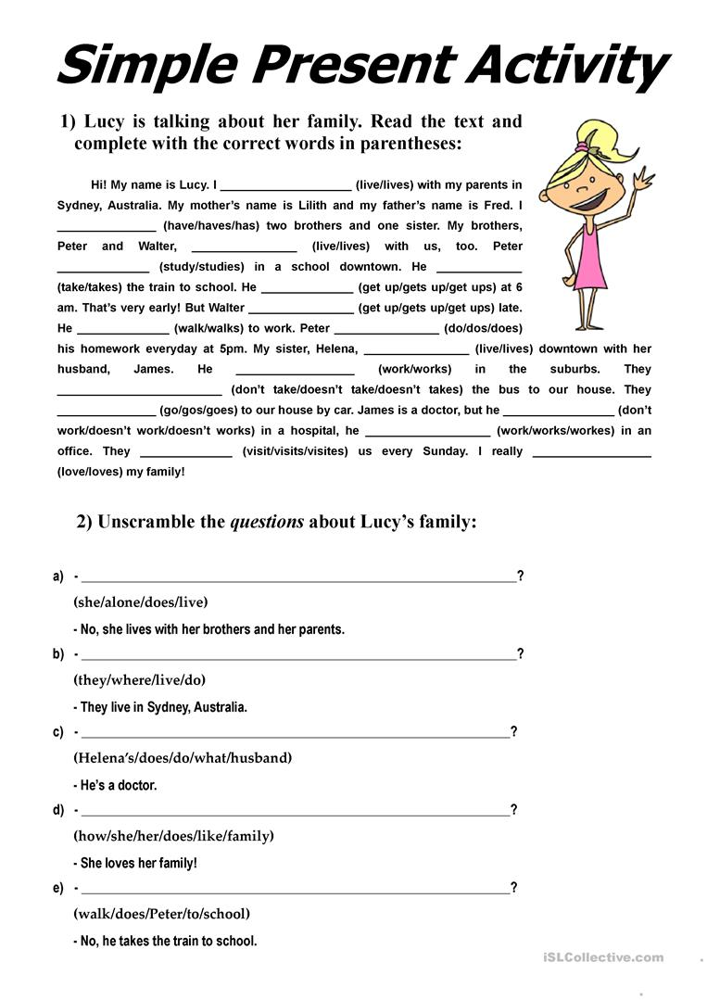 Simple Present Activity
1) Lucy is talking about her family. Read the text and
complete with the correct words in parentheses:
Hi! My name is Lucy. I ____________________ (live/lives) with my parents in
Sydney, Australia. My mother’s name is Lilith and my father’s name is Fred. I
_______________ (have/haves/has) two brothers and one sister. My brothers,
Peter and Walter, ________________ (live/lives) with us, too. Peter
______________ (study/studies) in a school downtown. He _____________
(take/takes) the train to school. He ______________ (get up/gets up/get ups) at 6
am. That’s very early! But Walter ________________ (get up/gets up/get ups) late.
He ______________ (walk/walks) to work. Peter ________________ (do/dos/does)
his homework everyday at 5pm. My sister, Helena, ________________ (live/lives) downtown with her
husband, James. He __________________ (work/works) in the suburbs. They
_________________________ (don’t take/doesn’t take/doesn’t takes) the bus to our house. They
_______________ (go/gos/goes) to our house by car. James is a doctor, but he _________________ (don’t
work/doesn’t work/doesn’t works) in a hospital, he ___________________ (work/works/workes) in an
office. They ______________ (visit/visits/visites) us every Sunday. I really __________________
(love/loves) my family!
2) Unscramble the questions about Lucy’s family:
a) - ____________________________________________________________?
(she/alone/does/live)
- No, she lives with her brothers and her parents.
b) - ____________________________________________________________?
(they/where/live/do)
- They live in Sydney, Australia.
c) - ___________________________________________________________?
(Helena’s/does/do/what/husband)
- He’s a doctor.
d) - ___________________________________________________________?
(how/she/her/does/like/family)
- She loves her family!
e) - ___________________________________________________________?
(walk/does/Peter/to/school)
- No, he takes the train to school.
iSLCollective.com